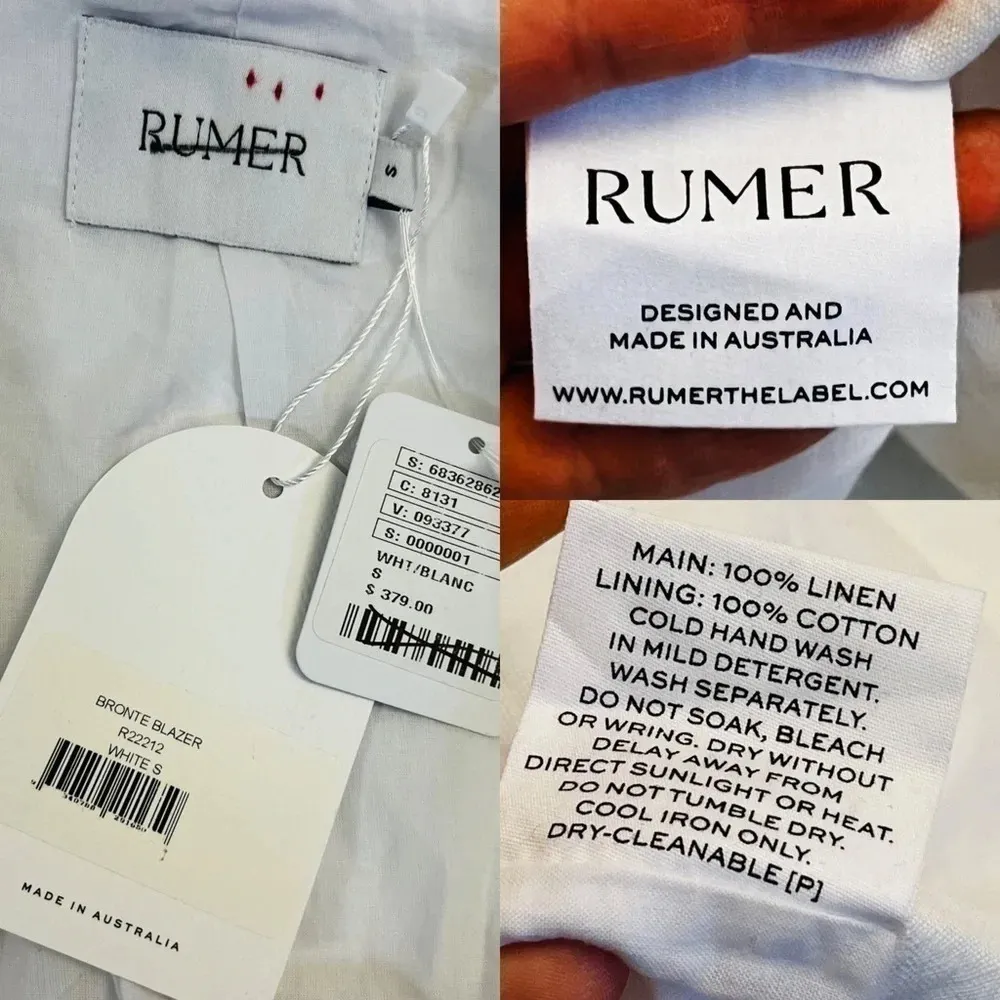 RUMER
S
S: 68362862
C: 8131
V: 093377
S: 0000001
WHT/BLANC
S
$ 379.00
BRONTE BLAZER
R22212
WHITE S
MADE IN AUSTRALIA
RUMER
DESIGNED AND
MADE IN AUSTRALIA
WWW.RUMERTHELABEL.COM
MAIN: 100% LINEN
LINING: 100% COTTON
COLD HAND WASH
IN MILD DETERGENT.
WASH SEPARATELY.
DO NOT SOAK, BLEACH
OR WRING. DRY WITHOUT
DELAY AWAY FROM
DIRECT SUNLIGHT OR HEAT.
DO NOT TUMBLE DRY.
COOL IRON ONLY.
DRY-CLEANABLE [P]